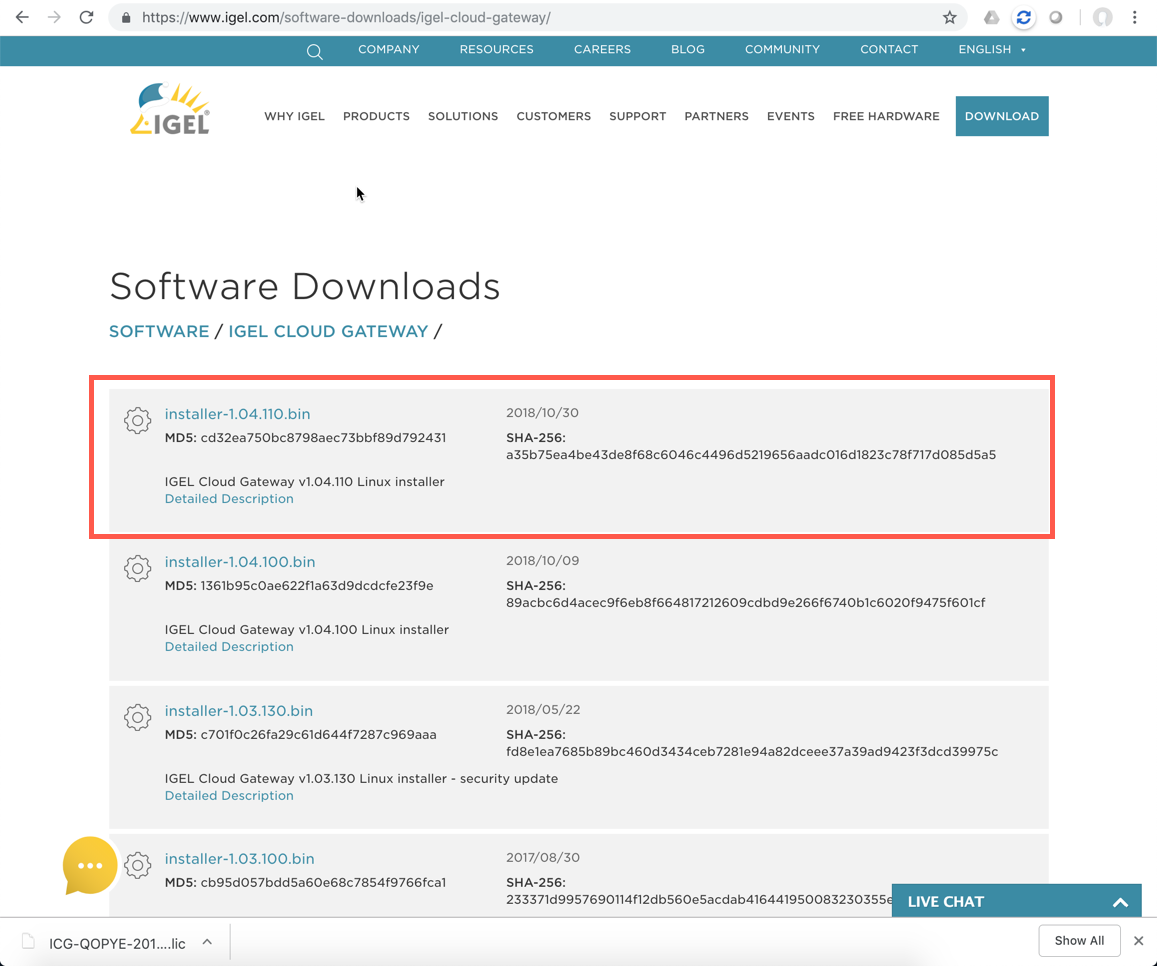 https://www.igel.com/software-downloads/igel-cloud-gateway/
COMPANY RESOURCES CAREERS BLOG COMMUNITY CONTACT ENGLISH
IGEL®
WHY IGEL PRODUCTS SOLUTIONS CUSTOMERS SUPPORT PARTNERS EVENTS FREE HARDWARE DOWNLOAD
Software Downloads
SOFTWARE / IGEL CLOUD GATEWAY /
installer-1.04.110.bin 2018/10/30
MD5: cd32ea750bc8798aec73bbf89d792431 SHA-256:
a35b75ea4be43de8f68c6046c4496d5219656aadc016d1823c78f717d085d5a5
IGEL Cloud Gateway v1.04.110 Linux installer
Detailed Description
installer-1.04.100.bin 2018/10/09
MD5: 1361b95c0ae622f1a63d9dcdcfe23f9e SHA-256:
89acbc6d4acec9f6eb8f664817212609cdbd9e266f6740b1c6020f9475f601cf
IGEL Cloud Gateway v1.04.100 Linux installer
Detailed Description
installer-1.03.130.bin 2018/05/22
MD5: c701f0c26fa29c61d644f7287c969aaa SHA-256:
fd8e1ea7685b89bc460d3434ceb7281e94a82dceee37a39ad9423f3dcd39975c
IGEL Cloud Gateway v1.03.130 Linux installer - security update
Detailed Description
installer-1.03.100.bin 2017/08/30
MD5: cb95d057bdd5a60e68c7854f9766fca1 SHA-256:
233371d9957690114f12db560e5acdab416441950083230355e
LIVE CHAT
ICG-QOPYE-201....lic Show All